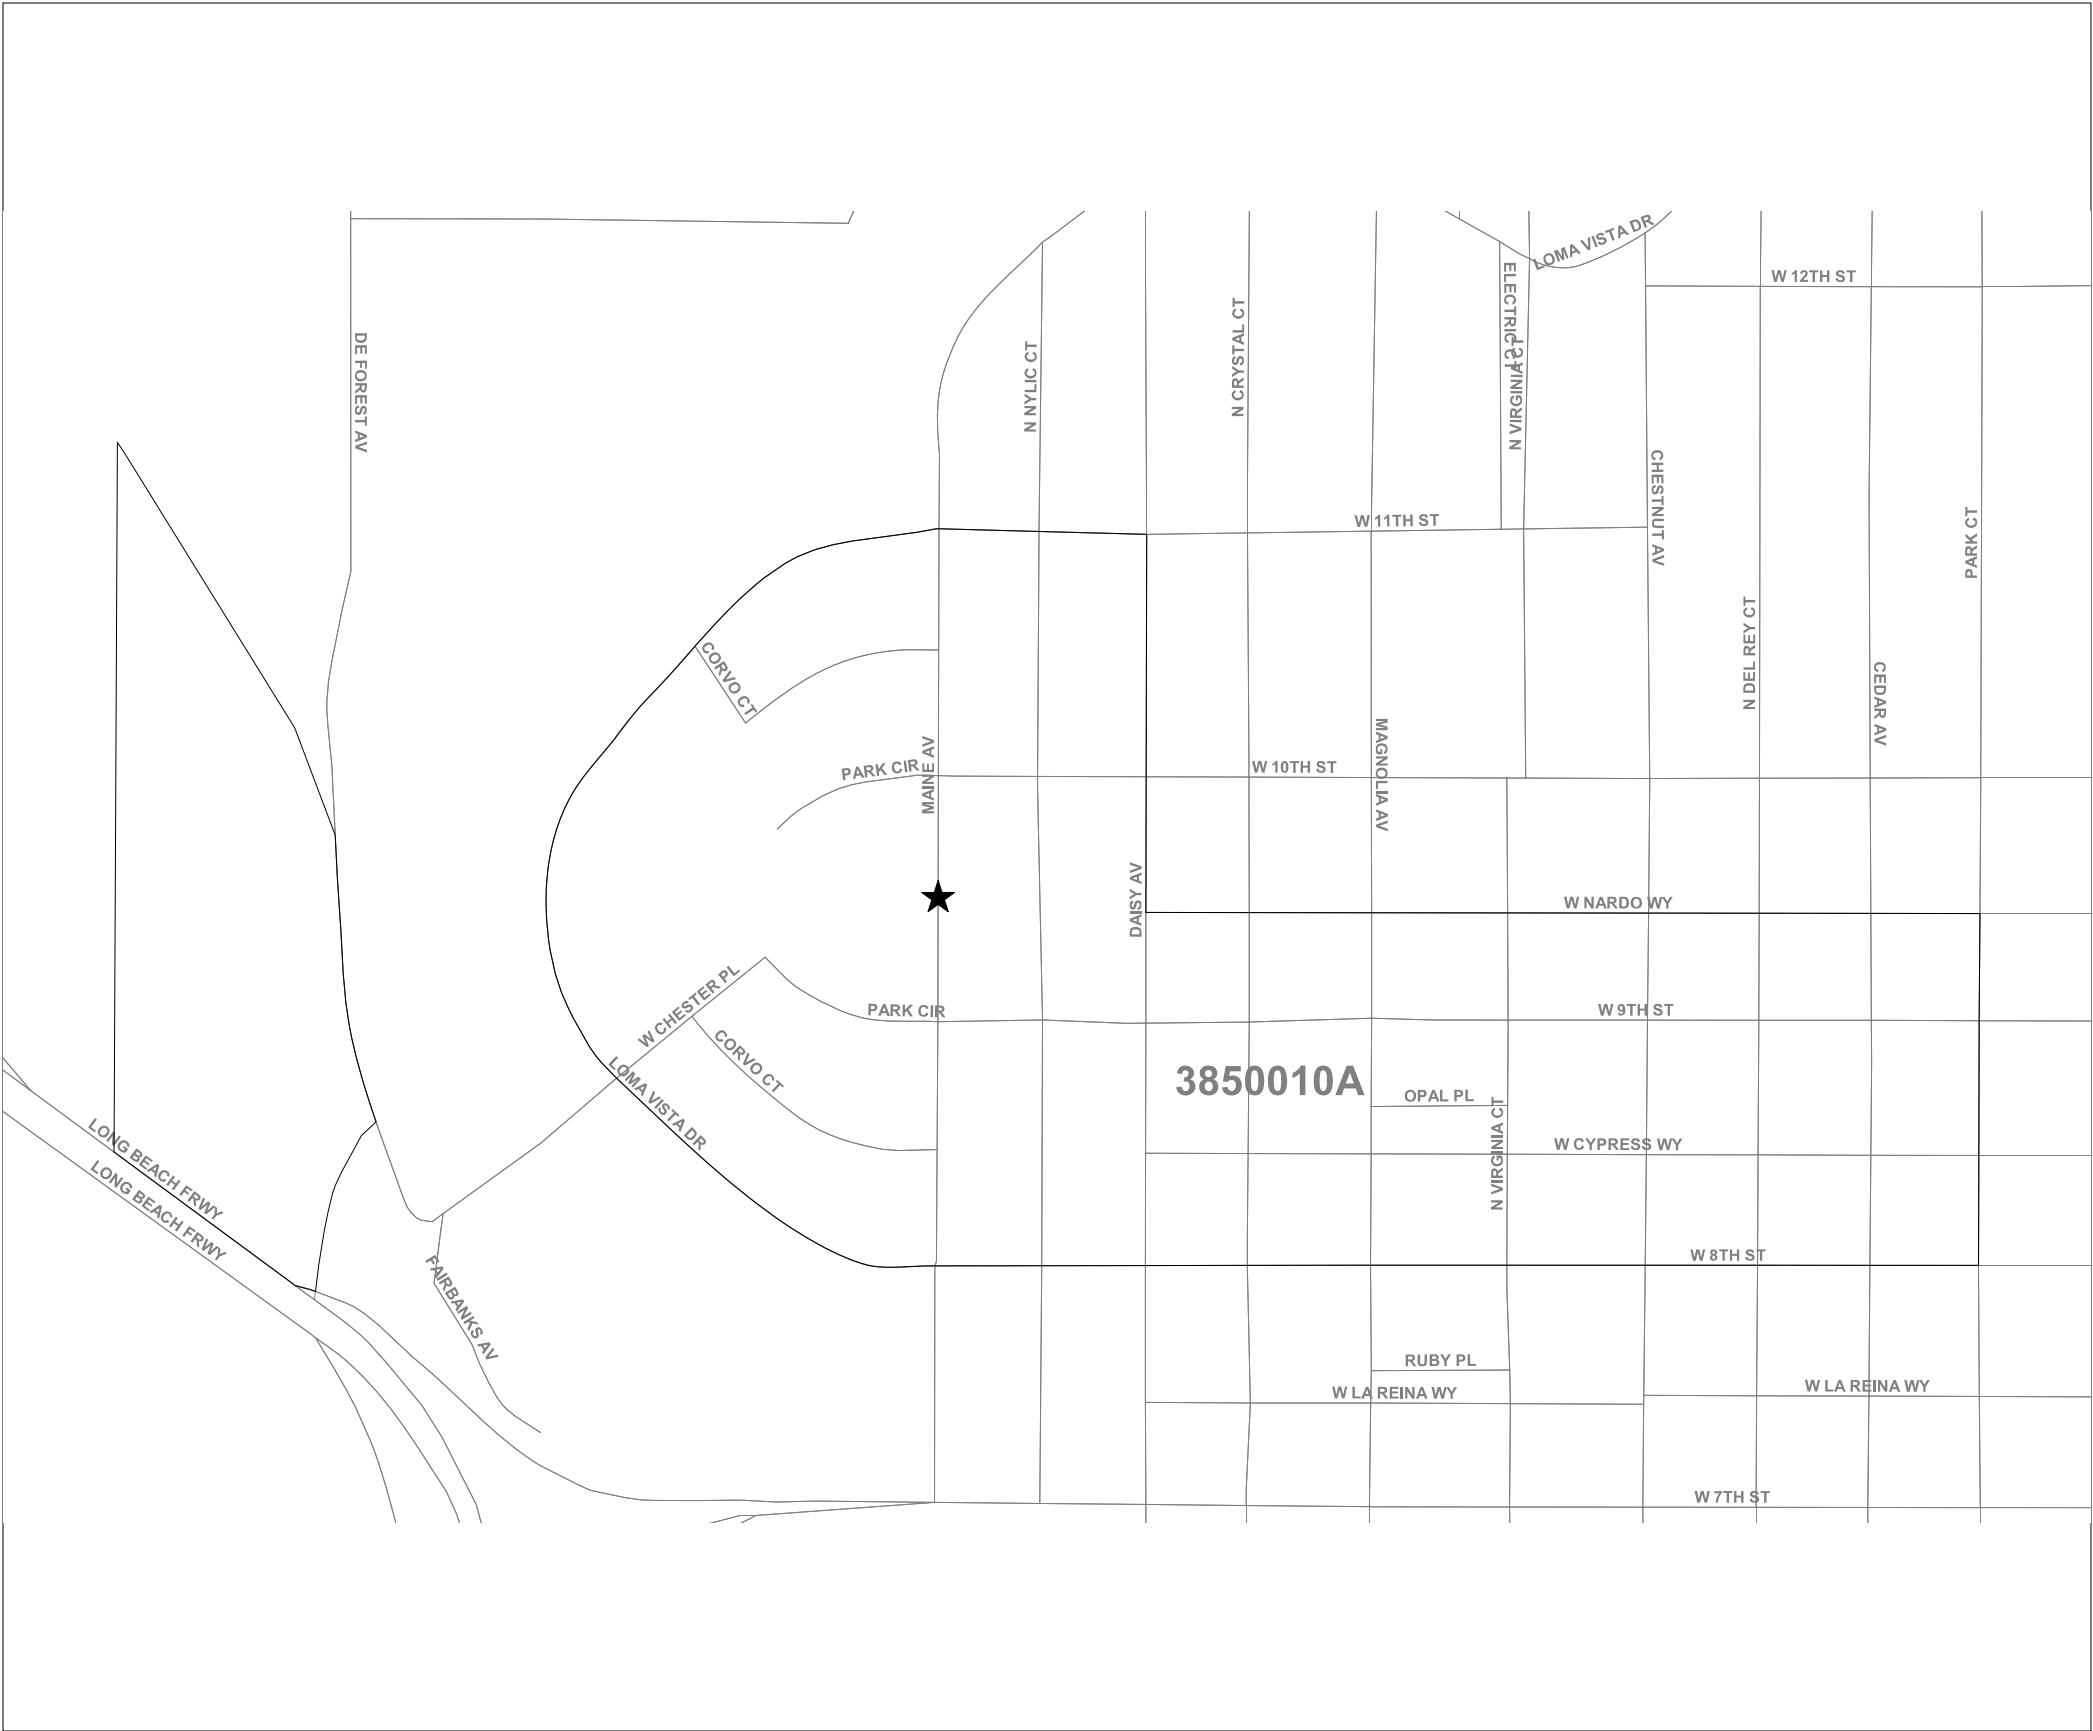 LOMA VISTA DR
W 12TH ST
ELECTRIC CT
N CRYSTAL CT
DE FOREST AV
N NYLIC CT
N VIRGINIA CT
CHESTNUT AV
W 11TH ST
PARK CT
N DEL REY CT
CORVO CT
CEDAR AV
MAGNOLIA AV
MAINE AV
PARK CIR
W 10TH ST
DAISY AV
W NARDO WY
W CHESTER PL
PARK CIR
W 9TH ST
CORVO CT
LOMA VISTA DR
3850010A
OPAL PL
N VIRGINIA CT
W CYPRESS WY
LONG BEACH FRWY
LONG BEACH FRWY
W 8TH ST
FAIRBANKS AV
RUBY PL
W LA REINA WY
W LA REINA WY
W 7TH ST